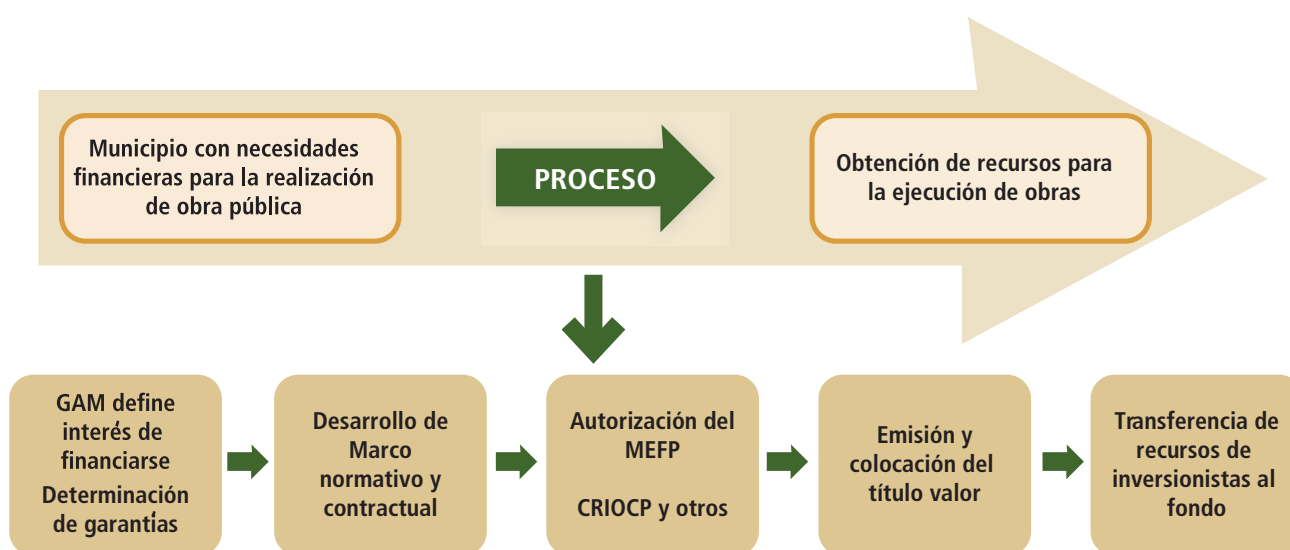 Municipio con necesidades
financieras para la realización
de obra pública
PROCESO
Obtención de recursos para
la ejecución de obras
GAM define
interés de
financiarse
Determinación
de garantías
Desarrollo de
Marco
normativo y
contractual
Autorización del
MEFP
CRIOCP y otros
Emisión y
colocación del
título valor
Transferencia de
recursos de
inversionistas al
fondo